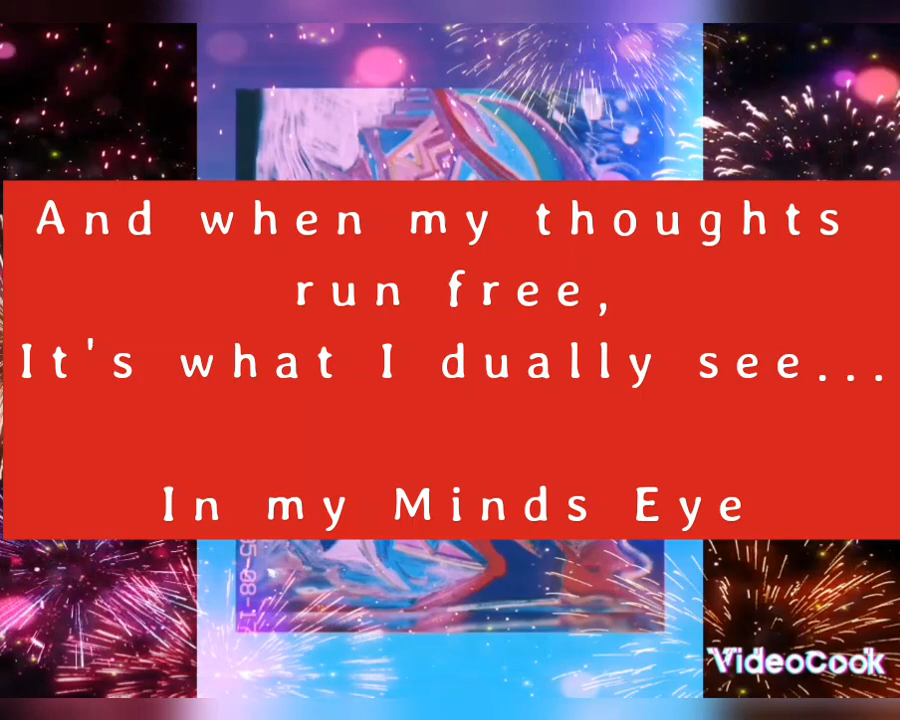 And when my thoughts
run free,
It's what I dually see...
In my Minds Eye
VideoCook